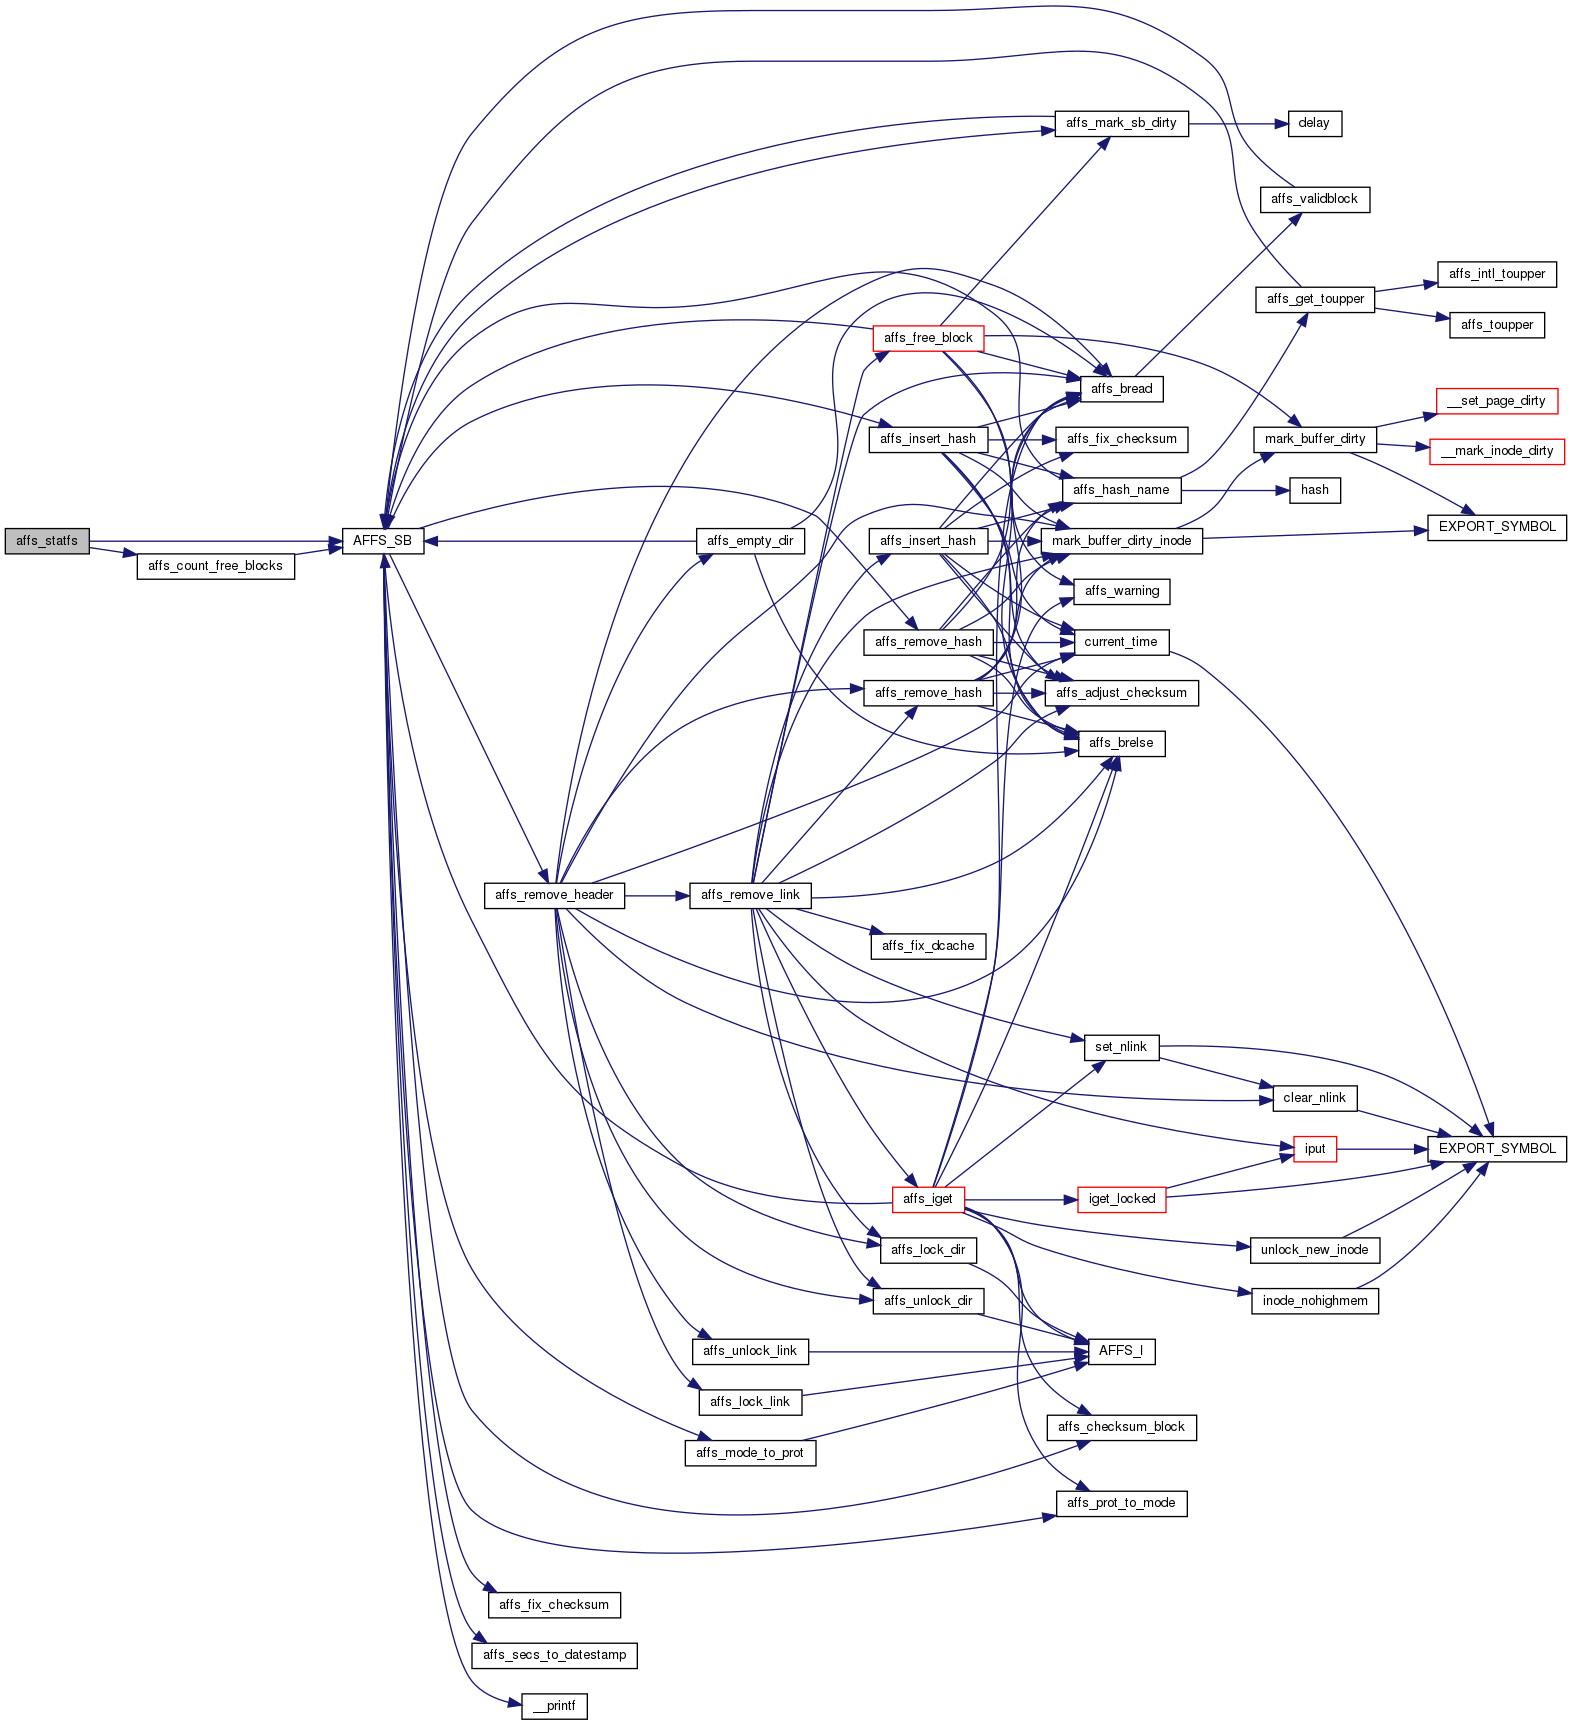 affs_statfs
affs_count_free_blocks
AFFS_SB
affs_remove_header
affs_fix_checksum
affs_secs_to_datestamp
__printf
affs_empty_dir
affs_remove_link
affs_unlock_link
affs_lock_link
affs_mode_to_prot
affs_free_block
affs_insert_hash
affs_insert_hash
affs_remove_hash
affs_remove_hash
affs_fix_dcache
affs_iget
affs_lock_dir
affs_unlock_dir
affs_mark_sb_dirty
affs_bread
affs_fix_checksum
affs_hash_name
mark_buffer_dirty_inode
affs_warning
current_time
affs_adjust_checksum
affs_brelse
set_nlink
iget_locked
AFFS_I
affs_checksum_block
affs_prot_to_mode
delay
affs_validblock
affs_get_toupper
mark_buffer_dirty
hash
clear_nlink
iput
unlock_new_inode
inode_nohighmem
affs_intl_toupper
affs_toupper
__set_page_dirty
__mark_inode_dirty
EXPORT_SYMBOL
EXPORT_SYMBOL